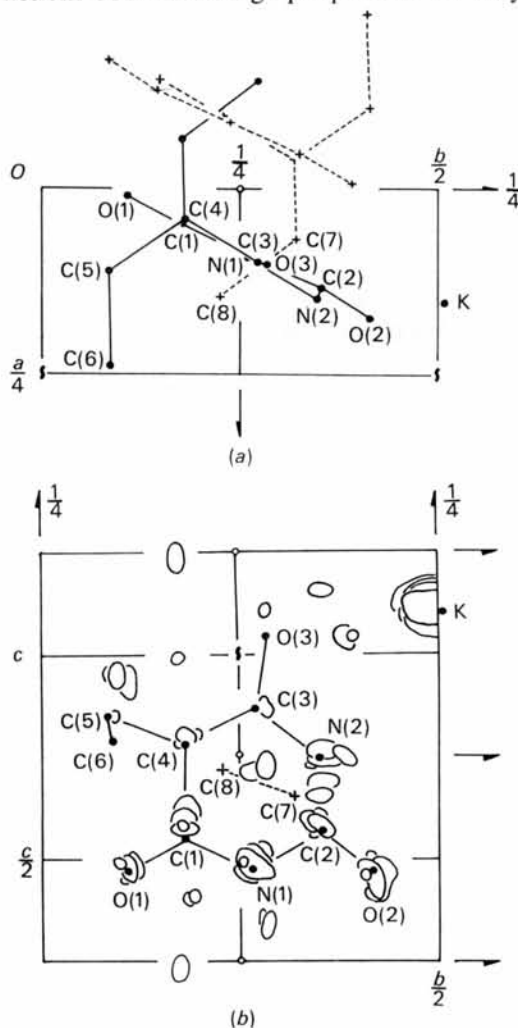 O
1/4
b/2
1/4
O(1)
C(4)
C(1)
C(3)
C(7)
C(5)
N(1)
O(3)
C(2)
C(8)
N(2)
K
O(2)
C(6)
a/4
(a)
1/4
1/4
K
O(3)
c
C(3)
C(5)
N(2)
C(6)
C(4)
C(8)
C(7)
c/2
C(1)
C(2)
O(1)
N(1)
O(2)
b/2
(b)